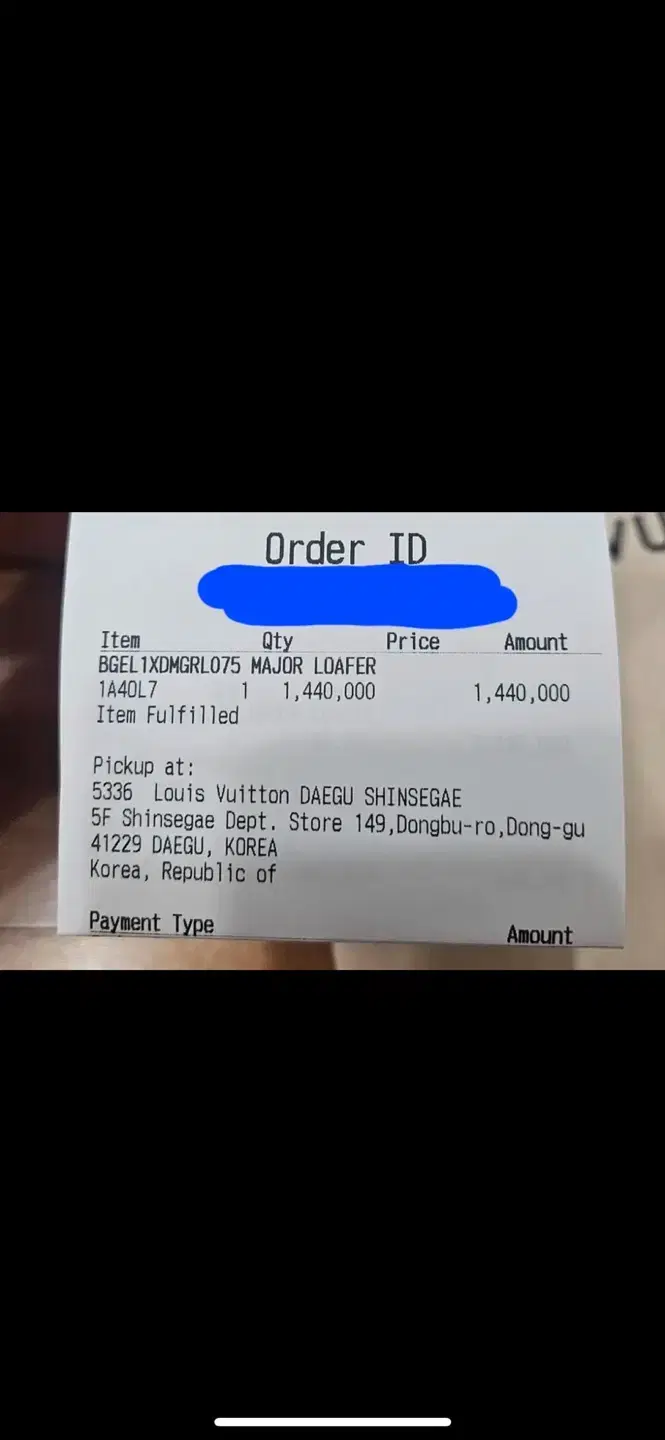 Order ID
Item Qty Price Amount
BGEL1XDMGRL075 MAJOR LOAFER
1A4OL7 1 1,440,000 1,440,000
Item Fulfilled
Pickup at:
5336 Louis Vuitton DAEGU SHINSEGAE
5F Shinsegae Dept. Store 149,Dongbu-ro,Dong-gu
41229 DAEGU, KOREA
Korea, Republic of
Payment Type Amount